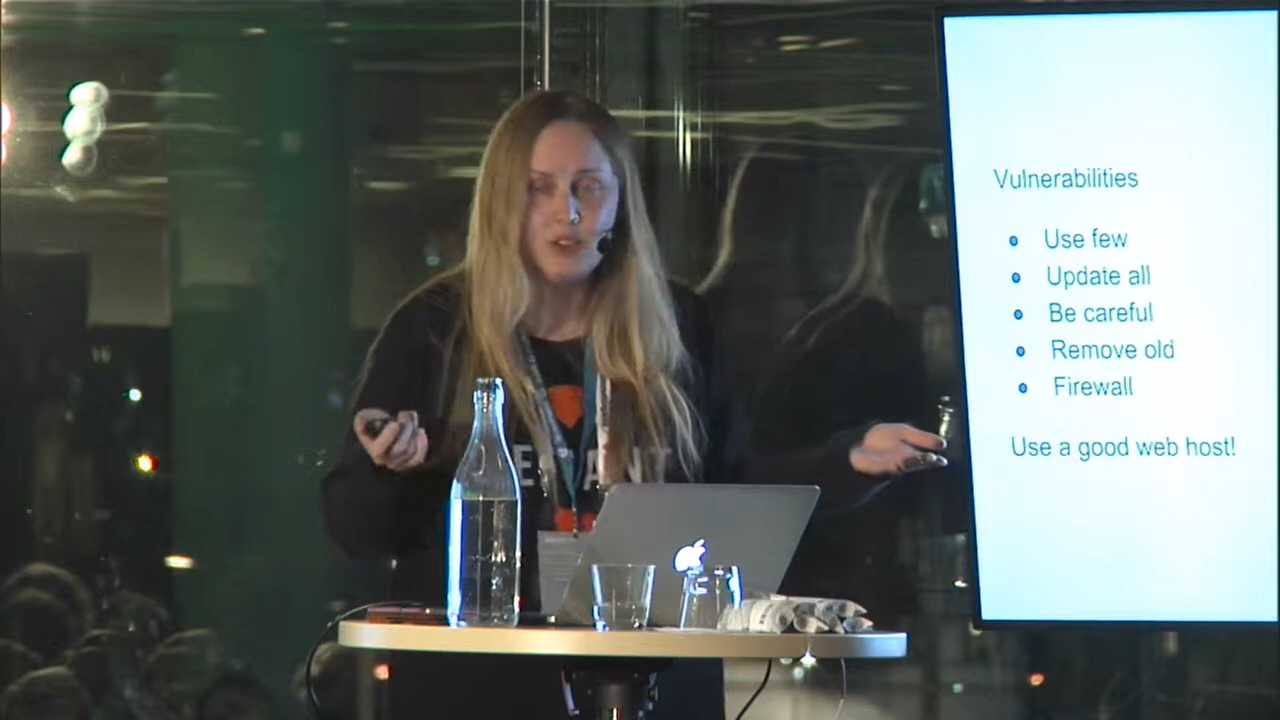 Vulnerabilities
Use few
Update all
Be careful
Remove old
Firewall
Use a good web host!